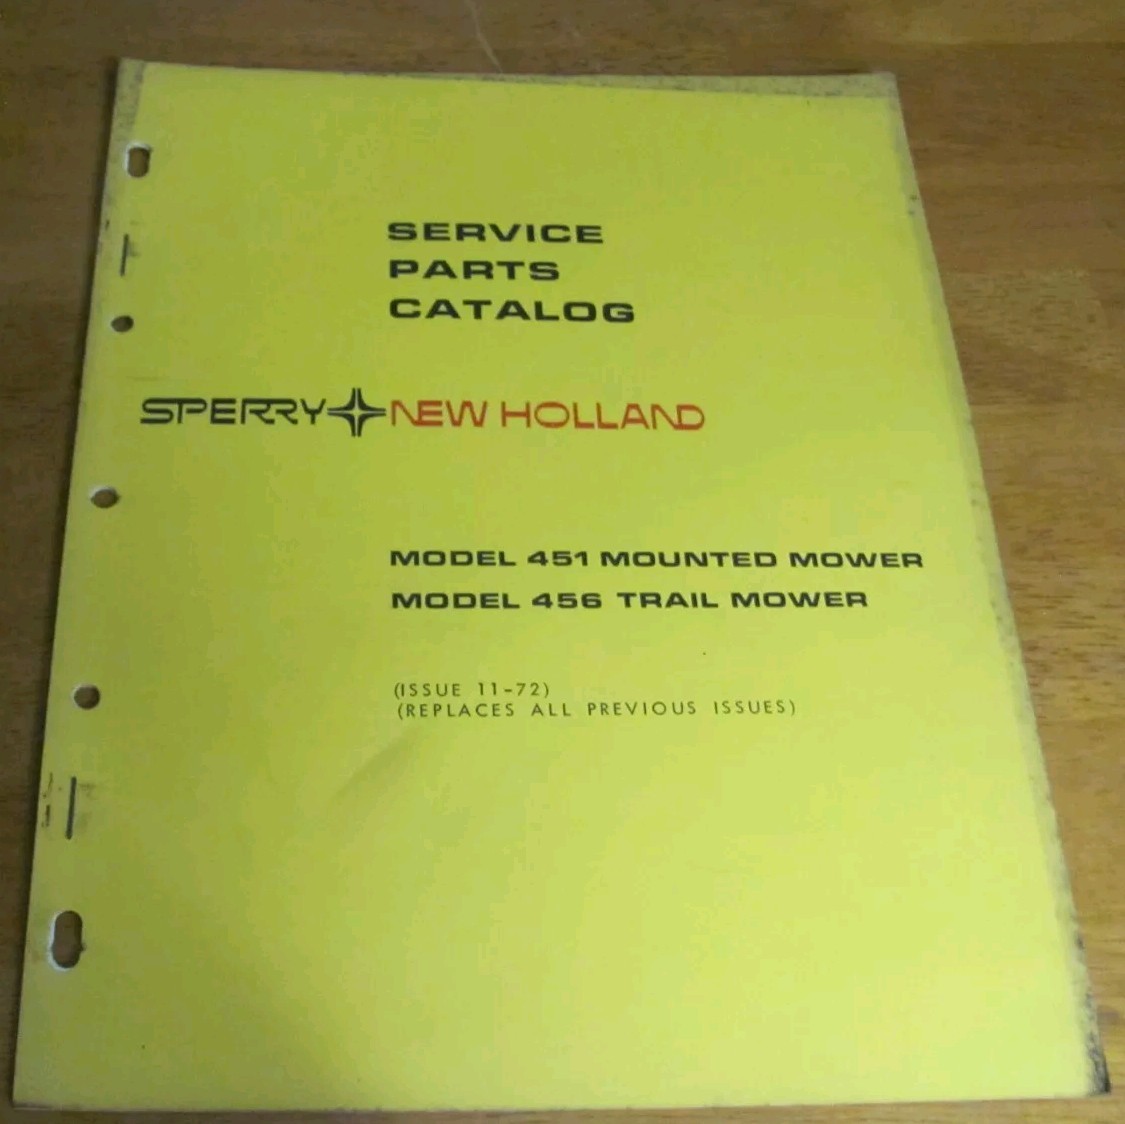 SERVICE
PARTS
CATALOG
SPERRY NEW HOLLAND
MODEL 451 MOUNTED MOWER
MODEL 456 TRAIL MOWER
(ISSUE 11-72)
(REPLACES ALL PREVIOUS ISSUES)